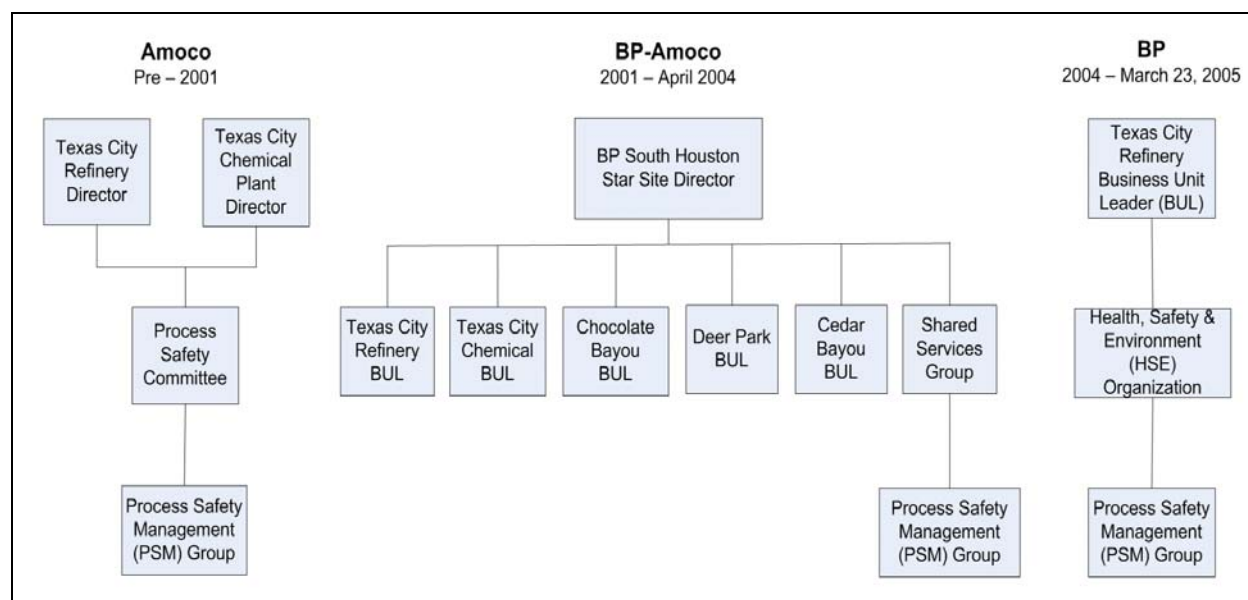 Amoco
Pre – 2001
Texas City
Refinery
Director
Texas City
Chemical
Plant
Director
Process
Safety
Committee
Process Safety
Management
(PSM) Group
BP-Amoco
2001 – April 2004
BP South Houston
Star Site Director
Texas City
Refinery
BUL
Texas City
Chemical
BUL
Chocolate
Bayou
BUL
Deer Park
BUL
Cedar
Bayou
BUL
Shared
Services
Group
Process Safety
Management
(PSM) Group
BP
2004 – March 23, 2005
Texas City
Refinery
Business Unit
Leader (BUL)
Health, Safety &
Environment
(HSE)
Organization
Process Safety
Management
(PSM) Group